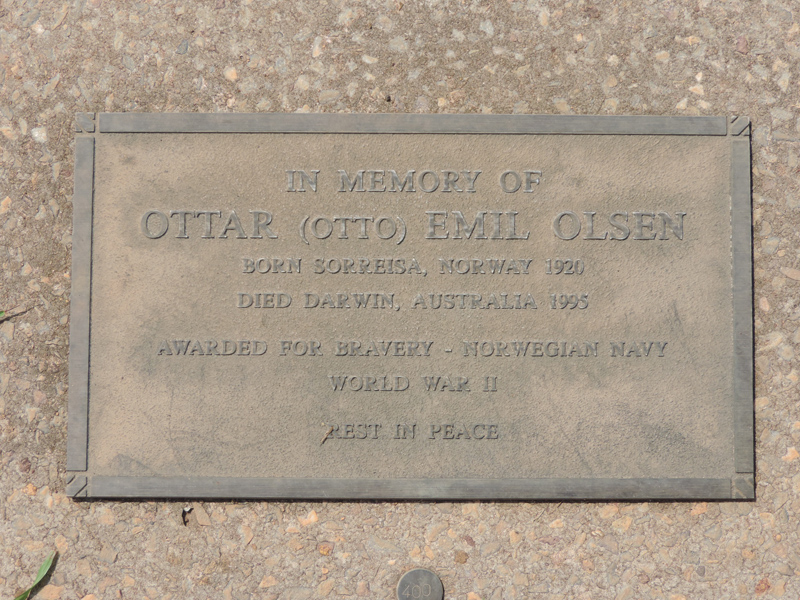 IN MEMORY OF
OTTAR (OTTO) EMIL OLSEN
BORN SORREISA, NORWAY 1920
DIED DARWIN, AUSTRALIA 1995
AWARDED FOR BRAVERY - NORWEGIAN NAVY
WORLD WAR II
REST IN PEACE